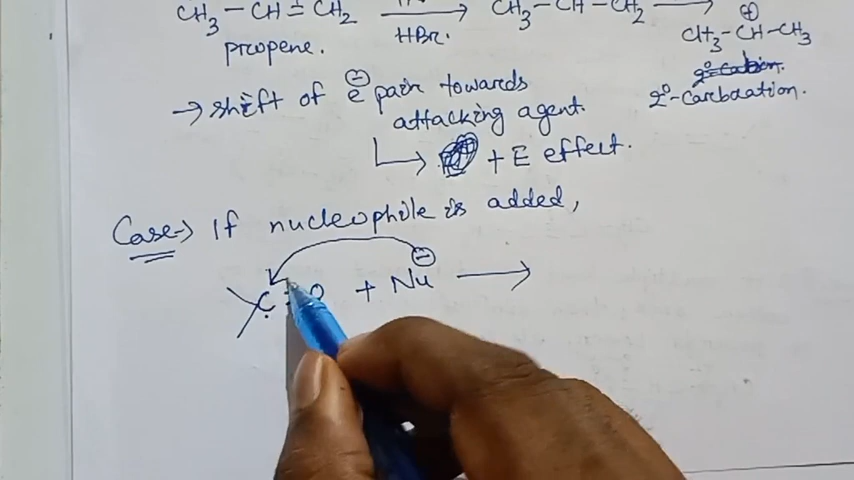 CH3 – CH = CH2 HBr. CH3 – CH – CH2
propene.
⊕
CH3 – CH – CH3
2°-Carbocation.
→ shift of e⊖ pair towards
attacking agent.
+ E effect.
Case→ If nucleophile is added,
C O + Nu⊖ →